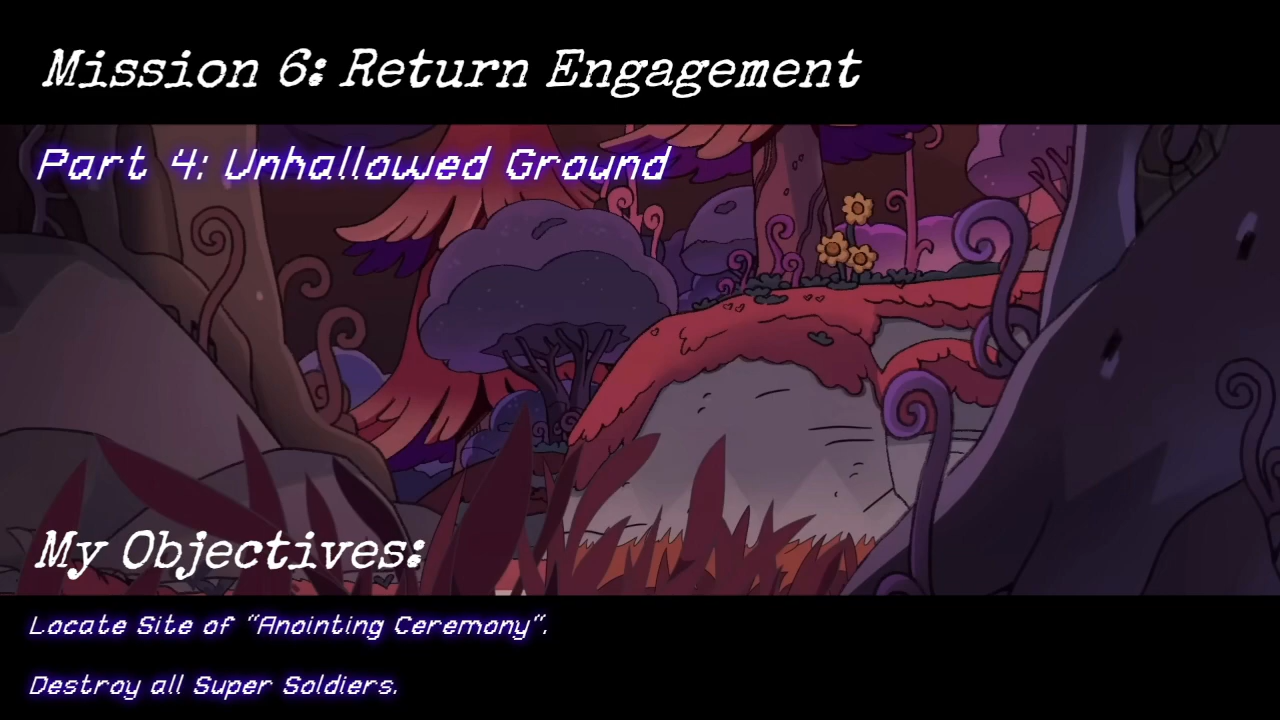 Mission 6: Return Engagement
Part 4: Unhallowed Ground
My Objectives:
Locate Site of "Anointing Ceremony".
Destroy all Super Soldiers.